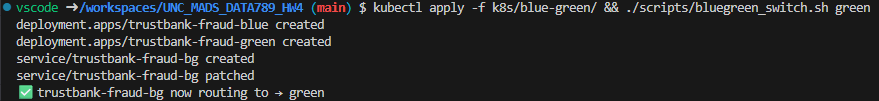 vscode → /workspaces/UNC_MADS_DATA789_HW4 (main) $ kubectl apply -f k8s/blue-green/ && ./scripts/bluegreen_switch.sh green
deployment.apps/trustbank-fraud-blue created
deployment.apps/trustbank-fraud-green created
service/trustbank-fraud-bg created
service/trustbank-fraud-bg patched
✅ trustbank-fraud-bg now routing to → green